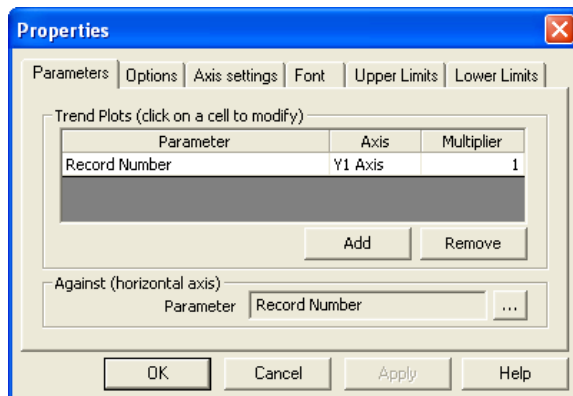 Properties
Parameters Options Axis settings Font Upper Limits Lower Limits
Trend Plots (click on a cell to modify)
Parameter Axis Multiplier
Record Number Y1 Axis 1
Add Remove
Against (horizontal axis)
Parameter Record Number ...
OK Cancel Apply Help